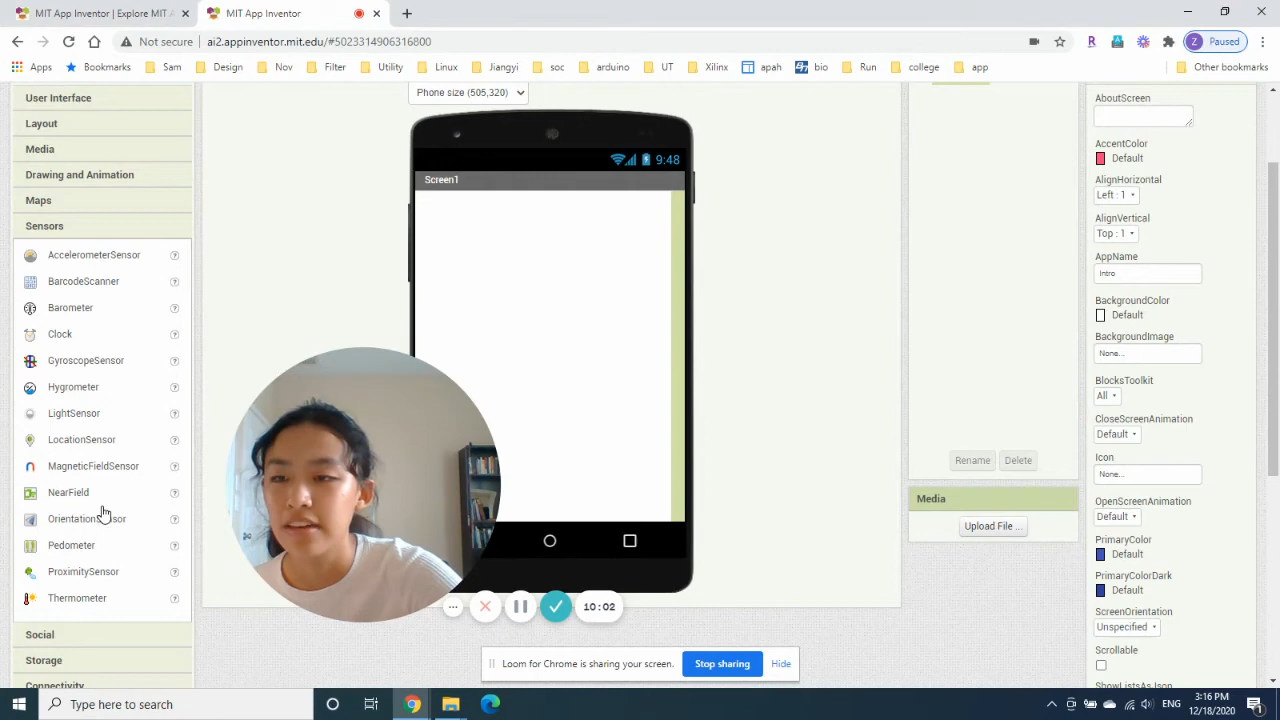 MIT App Inventor | Explore MIT A
MIT App Inventor
Not secure
ai2.appinventor.mit.edu/#5023314906316800
Z Paused
Apps Bookmarks Sam Design Nov Filter Utility Linux Jiangyi soc arduino UT Xilinx apah bio Run college app Other bookmarks
User Interface
Layout
Media
Drawing and Animation
Maps
Sensors
AccelerometerSensor ?
BarcodeScanner ?
Barometer ?
Clock ?
GyroscopeSensor ?
Hygrometer ?
LightSensor ?
LocationSensor ?
MagneticFieldSensor ?
NearField ?
OrientationSensor ?
Pedometer ?
ProximitySensor ?
Thermometer ?
Social
Storage
Connectivity
Phone size (505,320)
9:48
Screen1
10:02
Loom for Chrome is sharing your screen. Stop sharing Hide
Rename Delete
Media
Upload File ...
AboutScreen
AccentColor
Default
AlignHorizontal
Left : 1
AlignVertical
Top : 1
AppName
Intro
BackgroundColor
Default
BackgroundImage
None...
BlocksToolkit
All
CloseScreenAnimation
Default
Icon
None...
OpenScreenAnimation
Default
PrimaryColor
Default
PrimaryColorDark
Default
ScreenOrientation
Unspecified
Scrollable
ShowListsAsJson
Type here to search
ENG
3:16 PM
12/18/2020
1